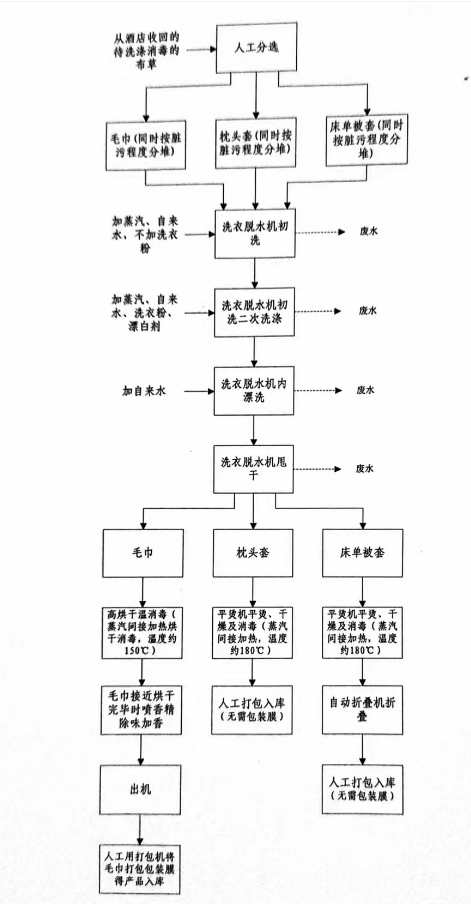 从酒店收回的
待洗涤消毒的
布草
人工分选
毛巾(同时按脏
污程度分堆)
枕头套(同时按
脏污程度分堆)
床单被套(同时
按脏污程度分
堆)
加蒸汽、自来
水，不加洗衣
粉
洗衣脱水机初
洗
废水
加蒸汽、自来
水、洗衣粉、
漂白剂
洗衣脱水机初
洗二次洗涤
废水
加自来水
洗衣脱水机内
漂洗
废水
洗衣脱水机甩
干
废水
毛巾
枕头套
床单被套
高烘干温消毒（
蒸汽间接加热烘
干消毒，温度约
150℃）
平烫机平烫、干
燥及消毒（蒸汽
间接加热，温度
约180℃）
平烫机平烫、干
燥及消毒（蒸汽
间接加热，温度
约180℃）
毛巾接近烘干
完毕时喷香精
除味加香
人工打包入库
（无需包装膜）
自动折叠机折
叠
出机
人工打包入库
（无需包装膜）
人工用打包机将
毛巾打包包装膜
得产品入库